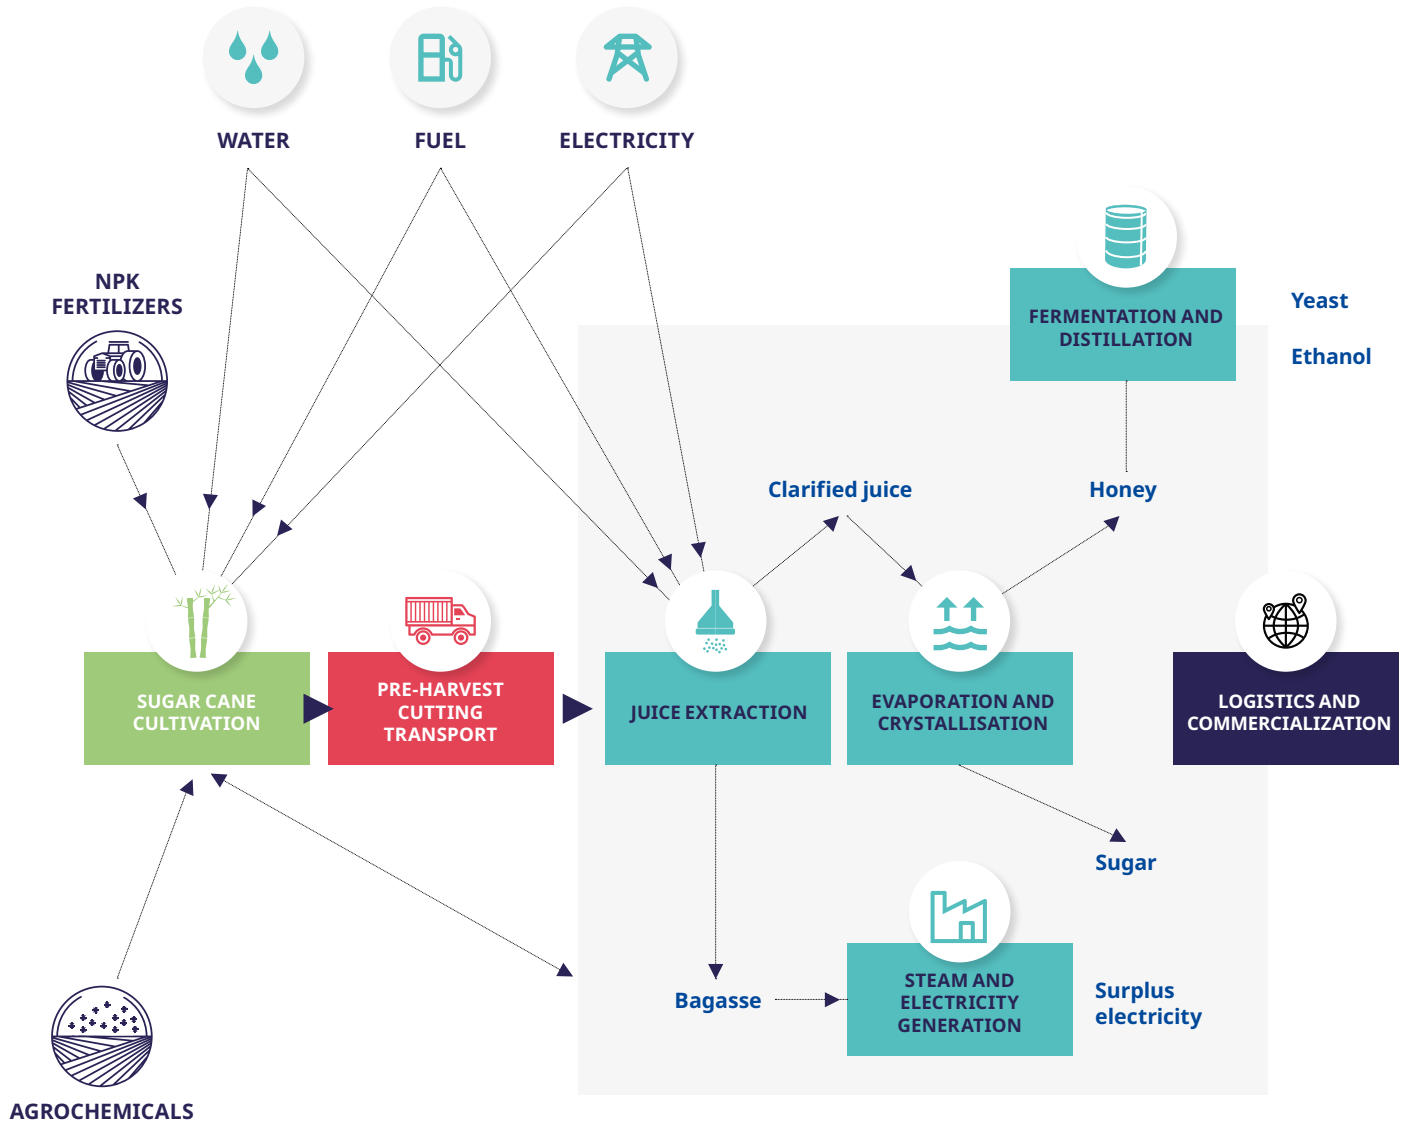 WATER
FUEL
ELECTRICITY
NPK
FERTILIZERS
FERMENTATION AND
DISTILLATION
Yeast
Ethanol
Clarified juice
Honey
SUGAR CANE
CULTIVATION
PRE-HARVEST
CUTTING
TRANSPORT
JUICE EXTRACTION
EVAPORATION AND
CRYSTALLISATION
LOGISTICS AND
COMMERCIALIZATION
Sugar
Bagasse
STEAM AND
ELECTRICITY
GENERATION
Surplus
electricity
AGROCHEMICALS